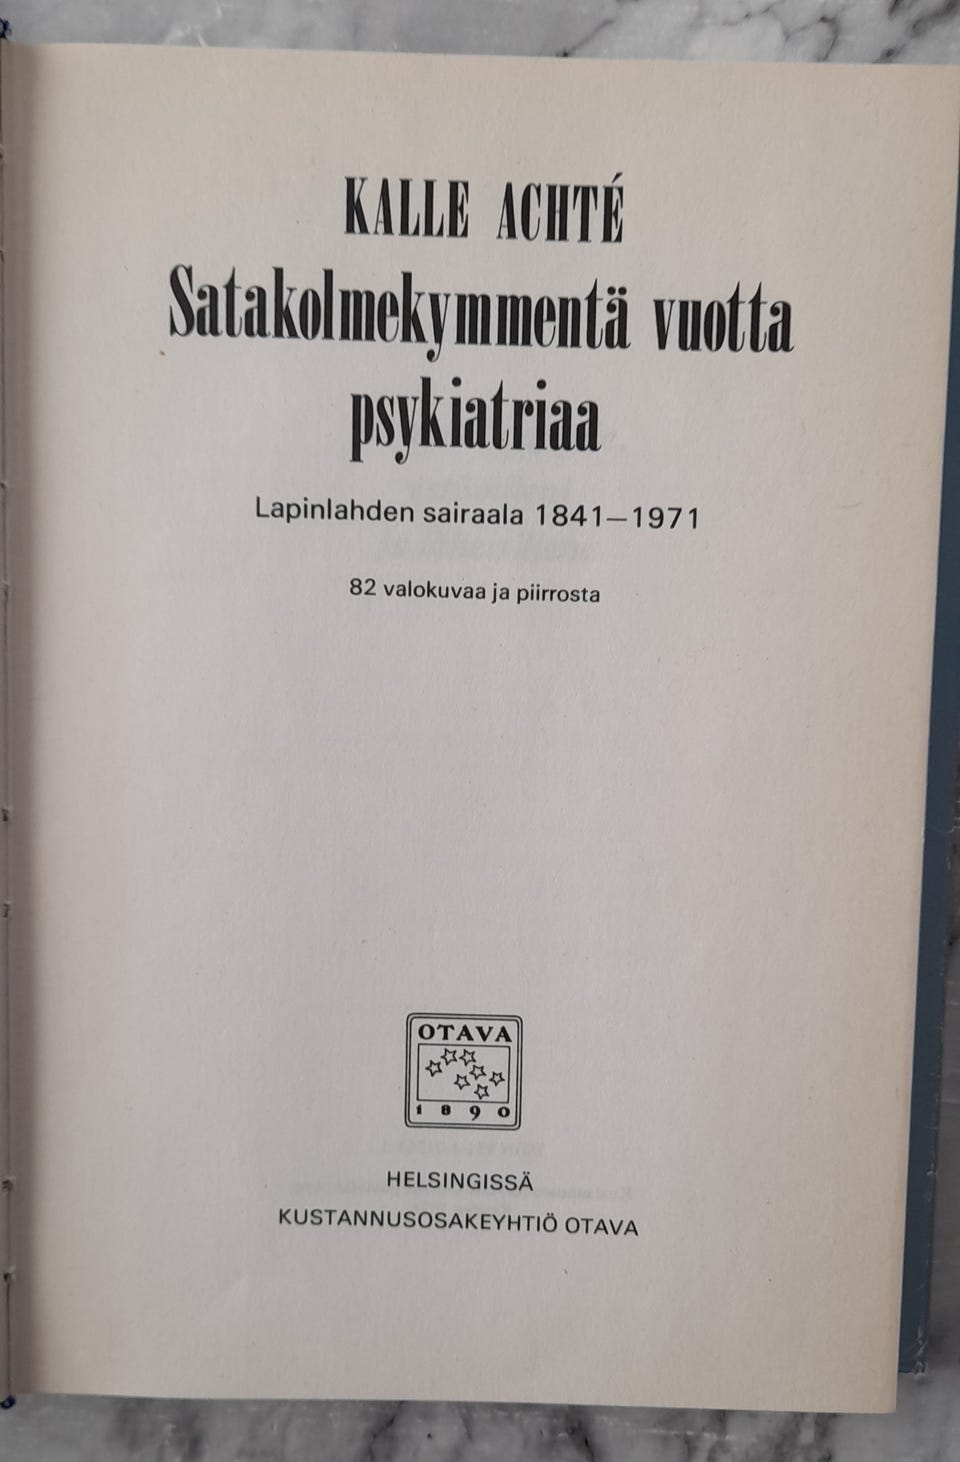 KALLE ACHTÉ
Satakolmekymmentä vuotta
psykiatriaa
Lapinlahden sairaala 1841–1971
82 valokuvaa ja piirrosta
OTAVA
1890
HELSINGISSÄ
KUSTANNUSOSAKEYHTIÖ OTAVA